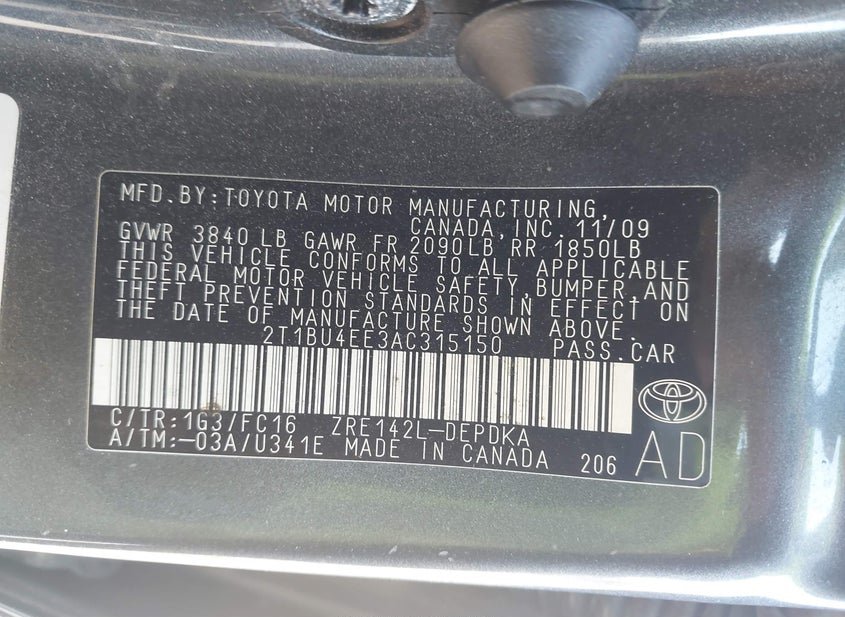 MFD.BY:TOYOTA MOTOR MANUFACTURING,
CANADA, INC. 11/09
GVWR 3840 LB GAWR FR 2090LB RR 1850LB
THIS VEHICLE CONFORMS TO ALL APPLICABLE
FEDERAL MOTOR VEHICLE SAFETY, BUMPER, AND
THEFT PREVENTION STANDARDS IN EFFECT ON
THE DATE OF MANUFACTURE SHOWN ABOVE.
2T1BU4EE3AC315150 PASS.CAR
C/TR:1G3/FC16 ZRE142L-DEPDKA
A/TM:-03A/U341E MADE IN CANADA 206 AD